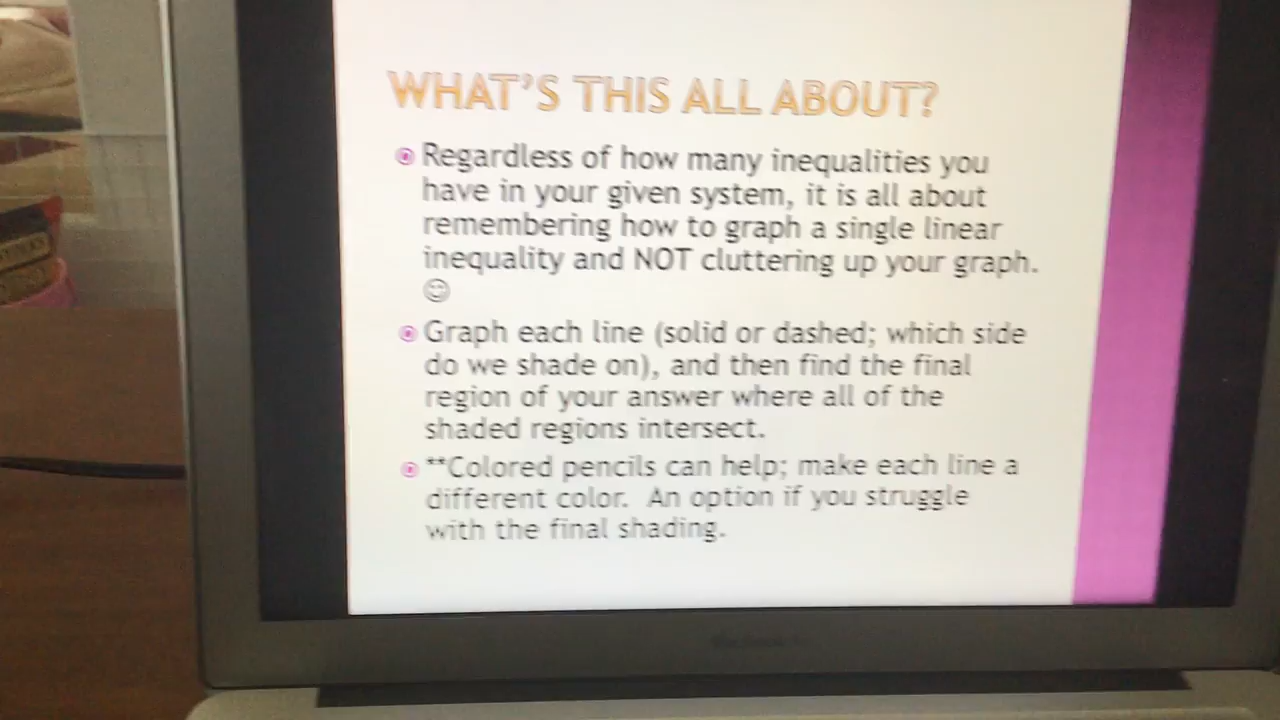 WHAT'S THIS ALL ABOUT?
Regardless of how many inequalities you
have in your given system, it is all about
remembering how to graph a single linear
inequality and NOT cluttering up your graph.
☺
Graph each line (solid or dashed; which side
do we shade on), and then find the final
region of your answer where all of the
shaded regions intersect.
**Colored pencils can help; make each line a
different color.  An option if you struggle
with the final shading.